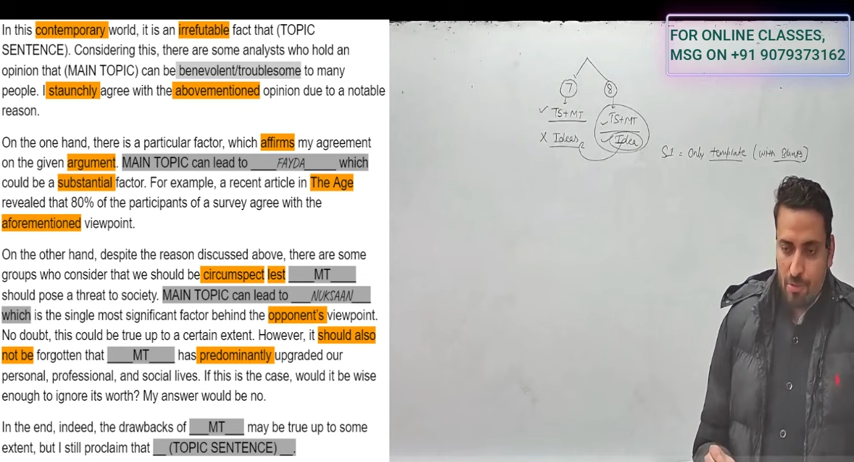 In this contemporary world, it is an irrefutable fact that (TOPIC
SENTENCE). Considering this, there are some analysts who hold an
opinion that (MAIN TOPIC) can be benevolent/troublesome to many
people. I staunchly agree with the abovementioned opinion due to a notable
reason.
On the one hand, there is a particular factor, which affirms my agreement
on the given argument. MAIN TOPIC can lead to ____FAYDA____ which
could be a substantial factor. For example, a recent article in The Age
revealed that 80% of the participants of a survey agree with the
aforementioned viewpoint.
On the other hand, despite the reason discussed above, there are some
groups who consider that we should be circumspect lest ____MT____
should pose a threat to society. MAIN TOPIC can lead to ___NUKSAAN___
which is the single most significant factor behind the opponent's viewpoint.
No doubt, this could be true up to a certain extent. However, it should also
not be forgotten that ____MT____ has predominantly upgraded our
personal, professional, and social lives. If this is the case, would it be wise
enough to ignore its worth? My answer would be no.
In the end, indeed, the drawbacks of ___MT___ may be true up to some
extent, but I still proclaim that __(TOPIC SENTENCE)__.
FOR ONLINE CLASSES,
MSG ON +91 9079373162
7 8
✓ TS+MT
✓ TS+MT
X Ideas
✓ Idea
SI = Only template (with Blanks)